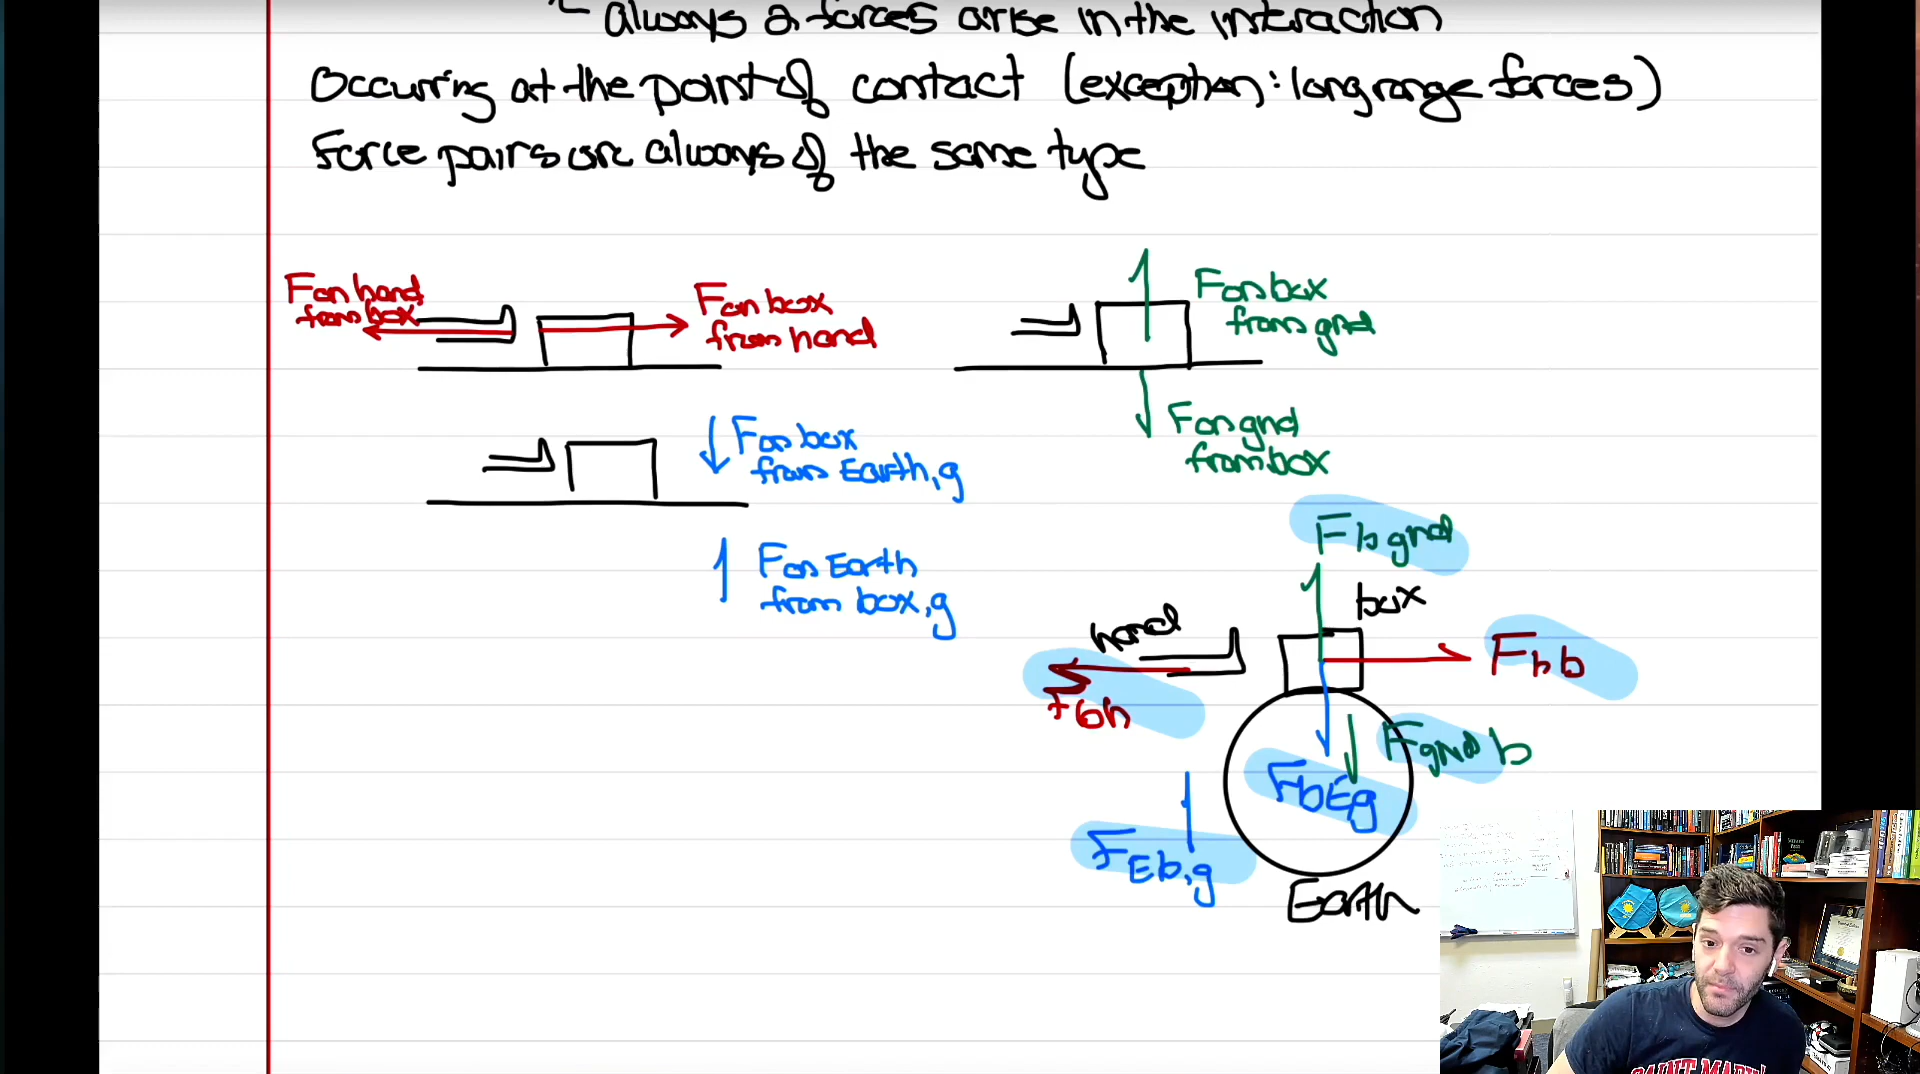 always 2 forces arise in the interaction
Occurring at the point of contact (exception: long range forces)
Force pairs are always of the same type
F on hand
from box
F on box
from hand
F on box
from gnd
F on gnd
from box
F on box
from Earth, g
F on Earth
from box, g
F b gnd
box
hand
F h b
F b h
F gnd b
F b E g
F E b, g
Earth
SAINT MARY